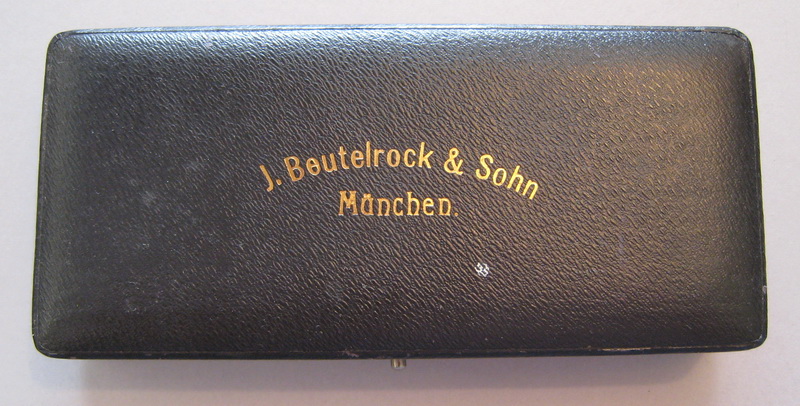 J. Beutelrock & Sohn
München.